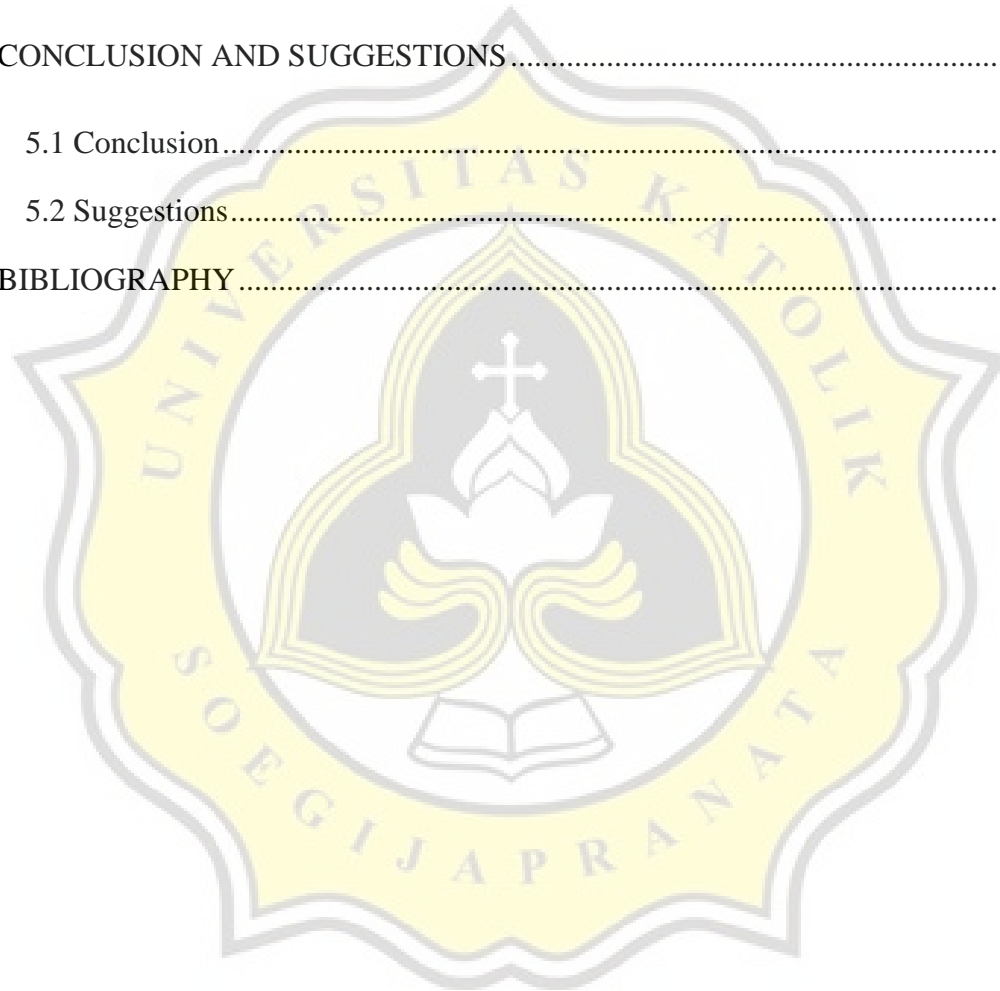 CONCLUSION AND SUGGESTIONS................................................................
5.1 Conclusion................................................................................................
5.2 Suggestions...............................................................................................
BIBLIOGRAPHY...............................................................................................
UNIVERSITAS KATOLIK
SOEGIJAPRANATA